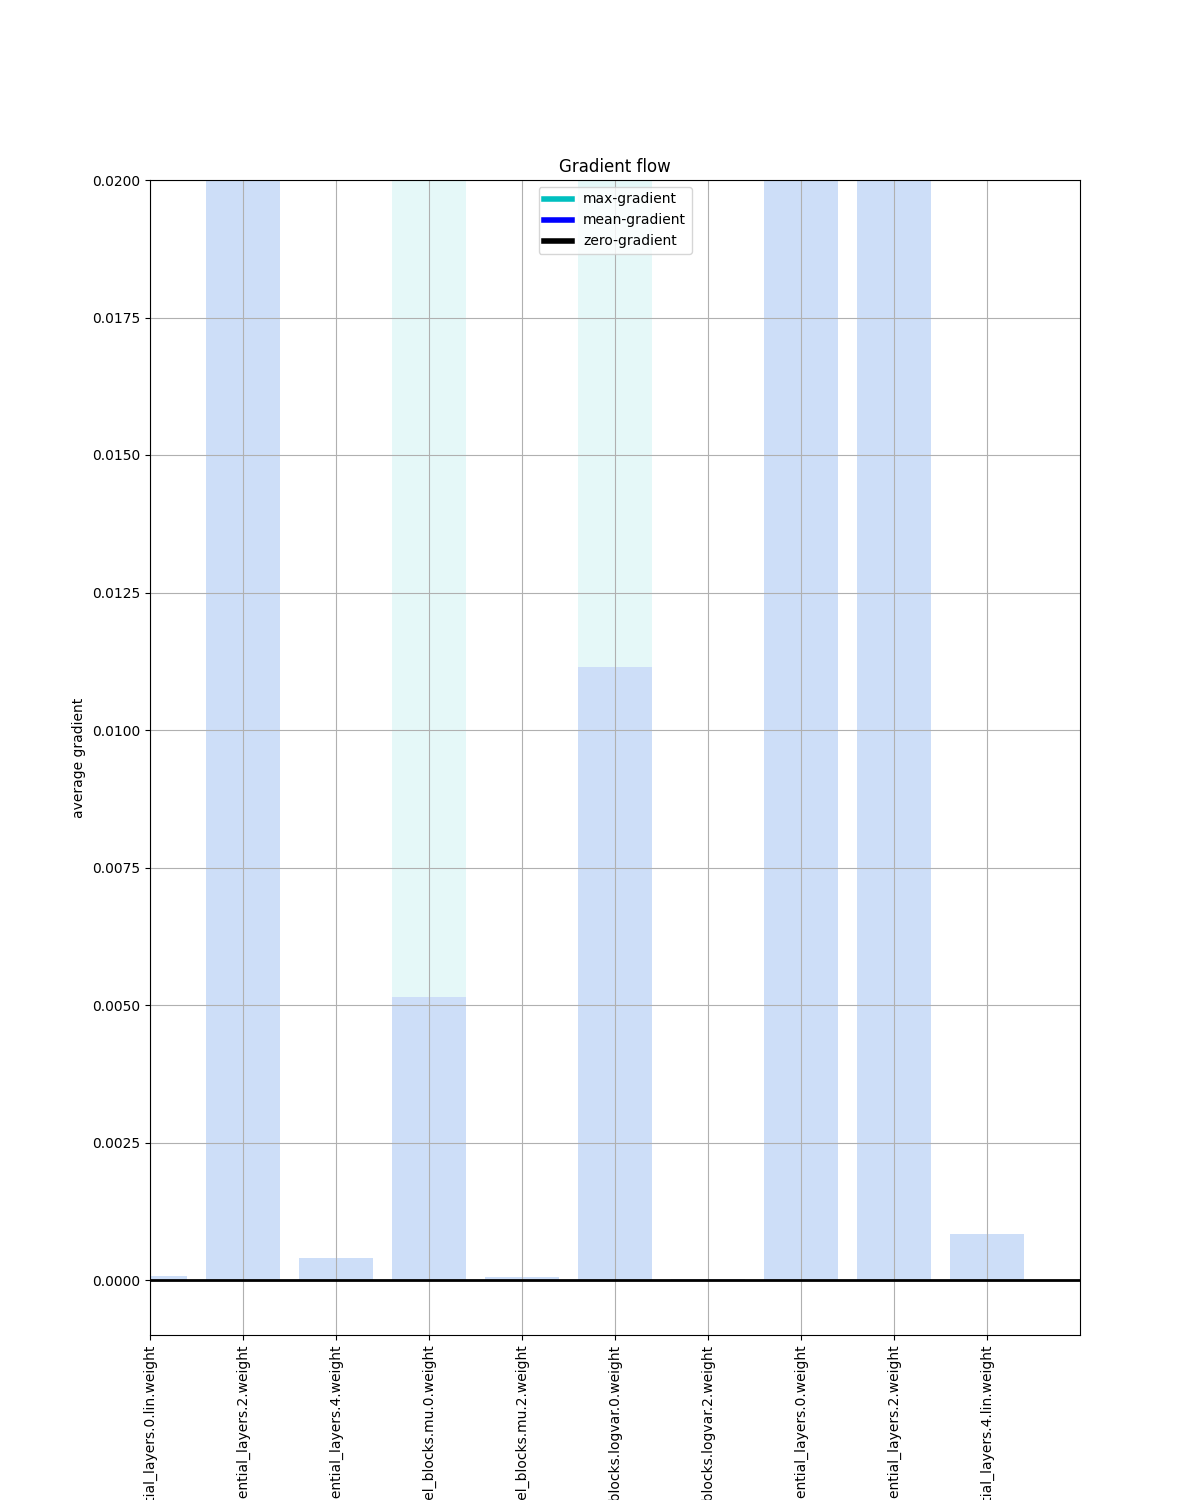 Gradient flow
max-gradient
mean-gradient
zero-gradient
0.0200
0.0175
0.0150
0.0125
0.0100
0.0075
0.0050
0.0025
0.0000
average gradient
tial_layers.0.lin.weight
ential_layers.2.weight
ential_layers.4.weight
el_blocks.mu.0.weight
el_blocks.mu.2.weight
blocks.logvar.0.weight
blocks.logvar.2.weight
ential_layers.0.weight
ential_layers.2.weight
tial_layers.4.lin.weight